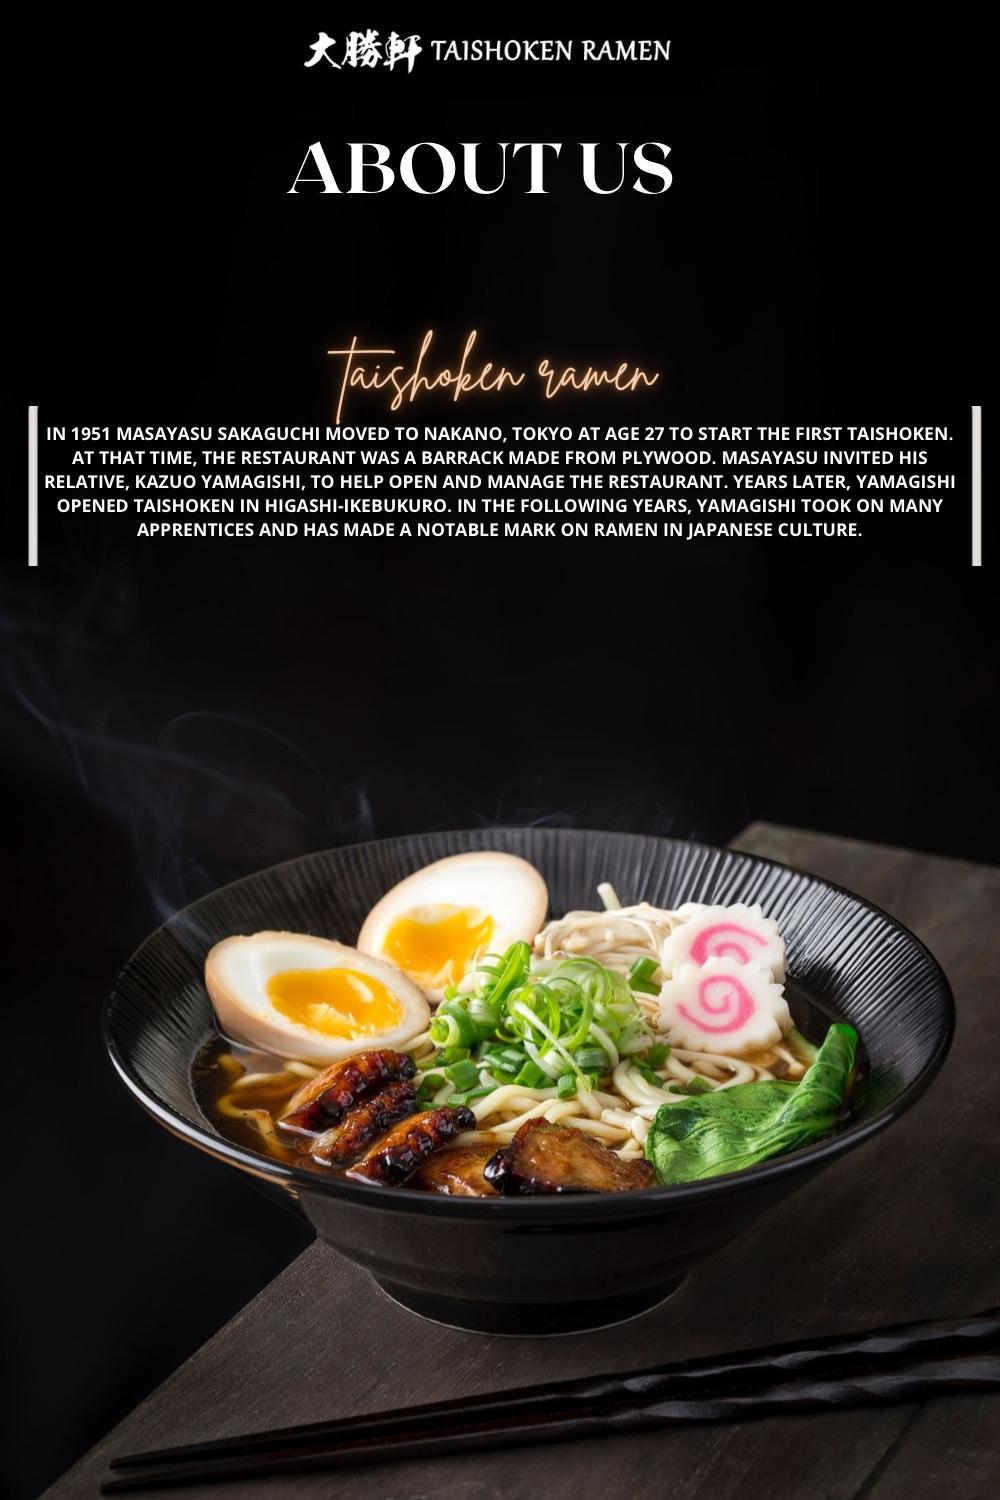 大勝軒 TAISHOKEN RAMEN
ABOUT US
taishoken ramen
IN 1951 MASAYASU SAKAGUCHI MOVED TO NAKANO, TOKYO AT AGE 27 TO START THE FIRST TAISHOKEN.
AT THAT TIME, THE RESTAURANT WAS A BARRACK MADE FROM PLYWOOD. MASAYASU INVITED HIS
RELATIVE, KAZUO YAMAGISHI, TO HELP OPEN AND MANAGE THE RESTAURANT. YEARS LATER, YAMAGISHI
OPENED TAISHOKEN IN HIGASHI-IKEBUKURO. IN THE FOLLOWING YEARS, YAMAGISHI TOOK ON MANY
APPRENTICES AND HAS MADE A NOTABLE MARK ON RAMEN IN JAPANESE CULTURE.